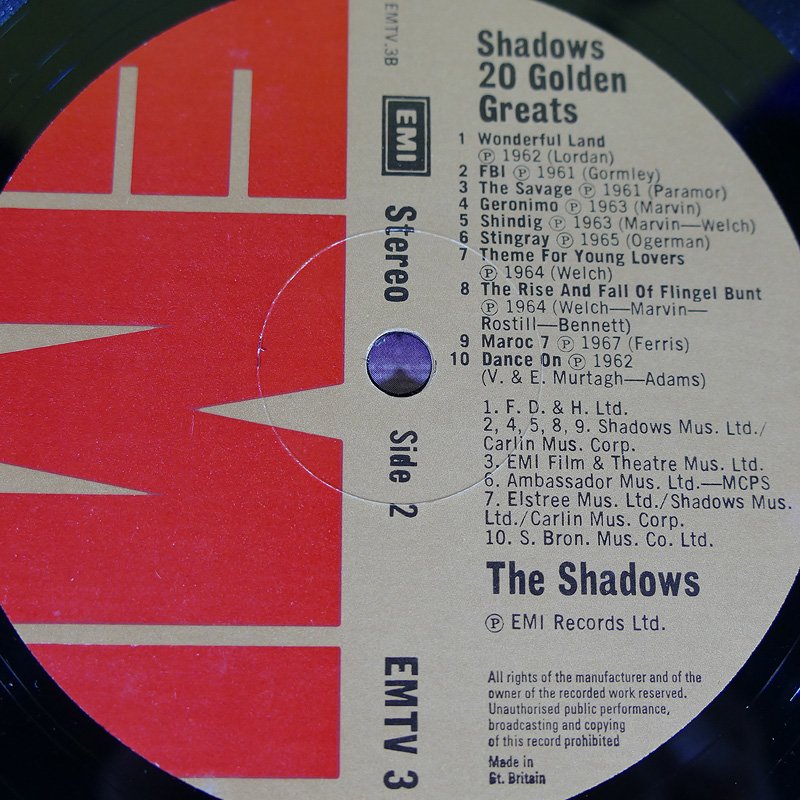 EMTV.3B
EMI
Stereo
Side 2
EMTV 3
Shadows
20 Golden
Greats
1 Wonderful Land
Ⓟ 1962 (Lordan)
2 FBI Ⓟ 1961 (Gormley)
3 The Savage Ⓟ 1961 (Paramor)
4 Geronimo Ⓟ 1963 (Marvin)
5 Shindig Ⓟ 1963 (Marvin—Welch)
6 Stingray Ⓟ 1965 (Ogerman)
7 Theme For Young Lovers
Ⓟ 1964 (Welch)
8 The Rise And Fall Of Flingel Bunt
Ⓟ 1964 (Welch—Marvin—
Rostill—Bennett)
9 Maroc 7 Ⓟ 1967 (Ferris)
10 Dance On Ⓟ 1962
(V. & E. Murtagh—Adams)
1. F. D. & H. Ltd.
2, 4, 5, 8, 9. Shadows Mus. Ltd./
Carlin Mus. Corp.
3. EMI Film & Theatre Mus. Ltd.
6. Ambassador Mus. Ltd.—MCPS
7. Elstree Mus. Ltd./Shadows Mus.
Ltd./Carlin Mus. Corp.
10. S. Bron. Mus. Co. Ltd.
The Shadows
Ⓟ EMI Records Ltd.
All rights of the manufacturer and of the
owner of the recorded work reserved.
Unauthorised public performance,
broadcasting and copying
of this record prohibited
Made in
Gt. Britain